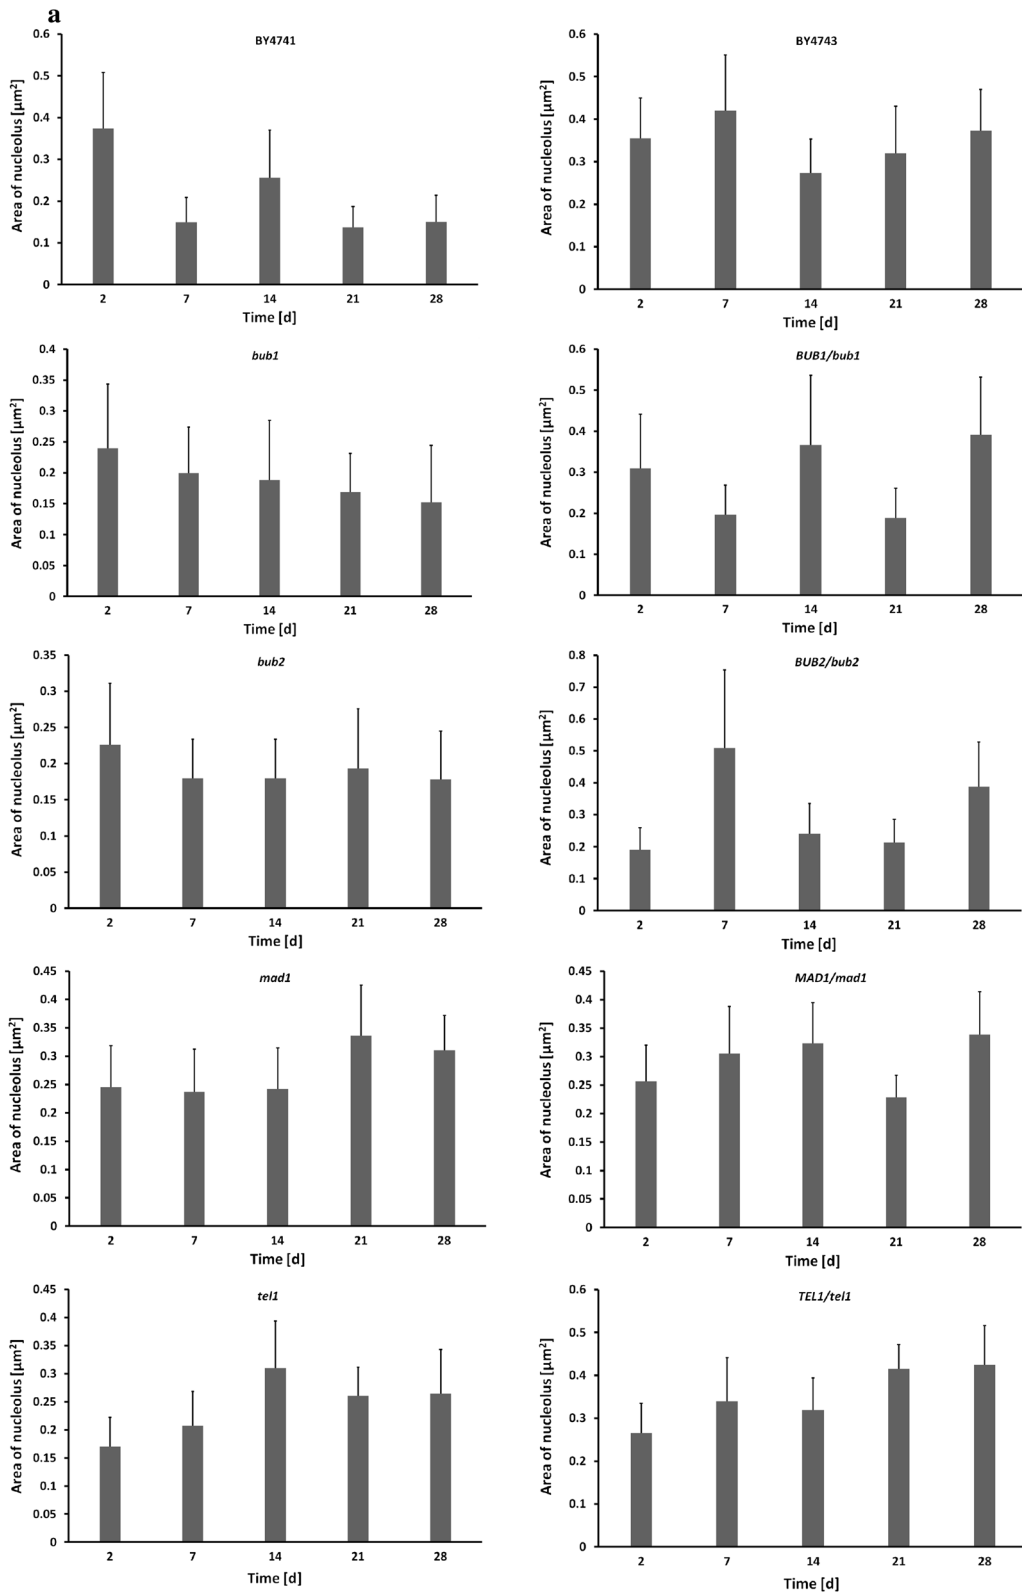 a
BY4741
Area of nucleolus [µm²]
0.6
0.5
0.4
0.3
0.2
0.1
0
2 7 14 21 28
Time [d]
BY4743
Area of nucleolus [µm²]
0.6
0.5
0.4
0.3
0.2
0.1
0
2 7 14 21 28
Time [d]
bub1
Area of nucleolus [µm²]
0.4
0.35
0.3
0.25
0.2
0.15
0.1
0.05
0
2 7 14 21 28
Time [d]
BUB1/bub1
Area of nucleolus [µm²]
0.6
0.5
0.4
0.3
0.2
0.1
0
2 7 14 21 28
Time [d]
bub2
Area of nucleolus [µm²]
0.35
0.3
0.25
0.2
0.15
0.1
0.05
0
2 7 14 21 28
Time [d]
BUB2/bub2
Area of nucleolus [µm²]
0.8
0.7
0.6
0.5
0.4
0.3
0.2
0.1
0
2 7 14 21 28
Time [d]
mad1
Area of nucleolus [µm²]
0.45
0.4
0.35
0.3
0.25
0.2
0.15
0.1
0.05
0
2 7 14 21 28
Time [d]
MAD1/mad1
Area of nucleolus [µm²]
0.45
0.4
0.35
0.3
0.25
0.2
0.15
0.1
0.05
0
2 7 14 21 28
Time [d]
tel1
Area of nucleolus [µm²]
0.45
0.4
0.35
0.3
0.25
0.2
0.15
0.1
0.05
0
2 7 14 21 28
Time [d]
TEL1/tel1
Area of nucleolus [µm²]
0.6
0.5
0.4
0.3
0.2
0.1
0
2 7 14 21 28
Time [d]